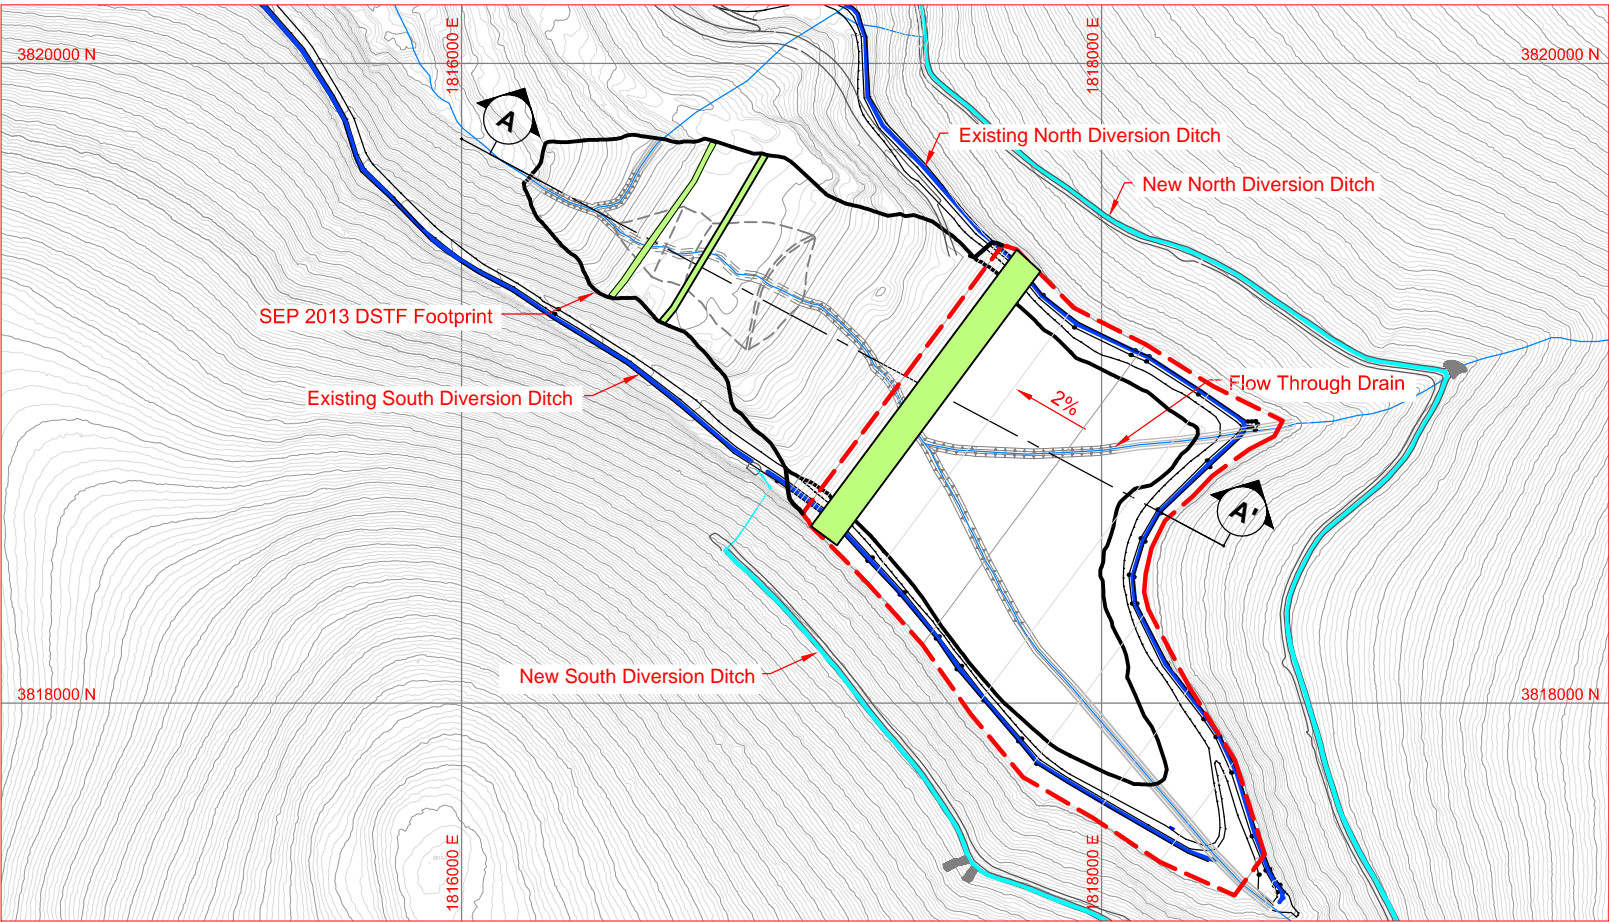 1816000 E
1818000 E
3820000 N
3820000 N
A
Existing North Diversion Ditch
New North Diversion Ditch
SEP 2013 DSTF Footprint
Existing South Diversion Ditch
Flow Through Drain
2%
A'
New South Diversion Ditch
3818000 N
3818000 N
1816000 E
1818000 E